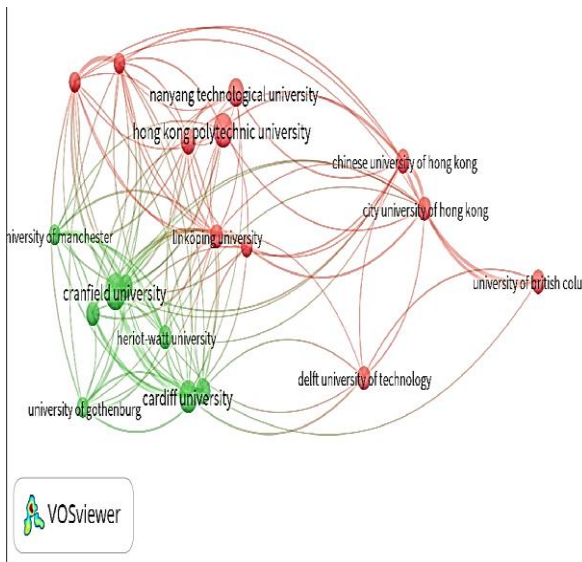 nanyang technological university
hong kong polytechnic university
chinese university of hong kong
city university of hong kong
university of manchester
linkoping university
university of british colu
cranfield university
heriot-watt university
delft university of technology
cardiff university
university of gothenburg
VOSviewer